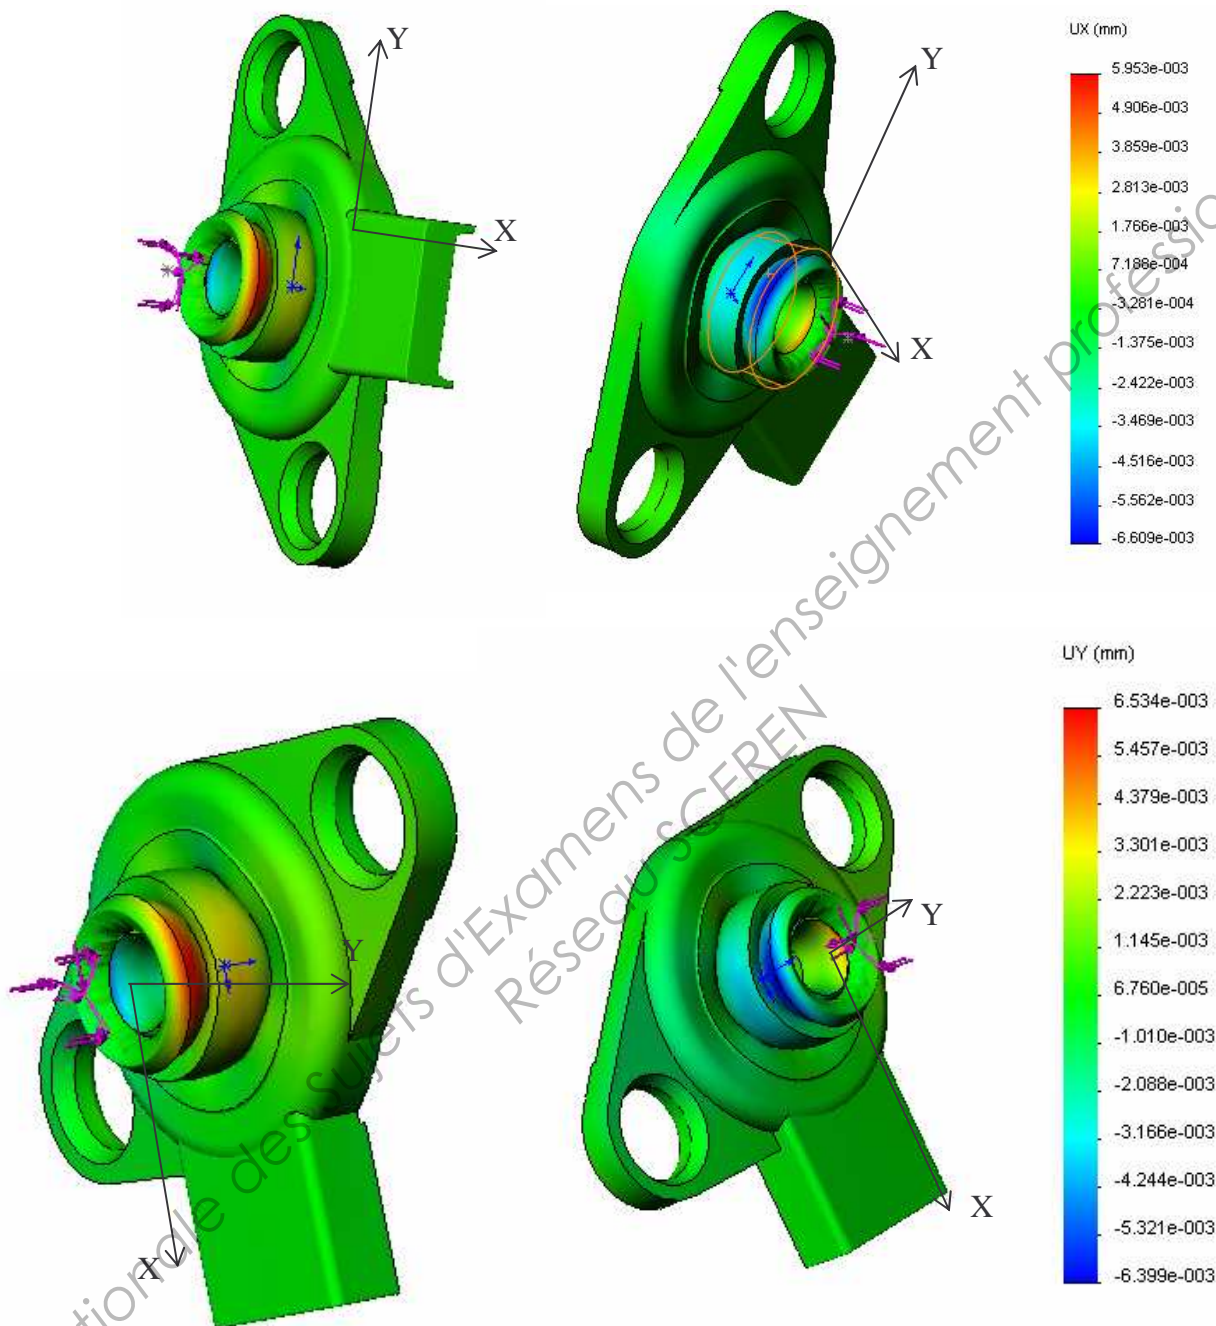 UX (mm)
5.953e-003
4.906e-003
3.859e-003
2.813e-003
1.766e-003
7.186e-004
-3.281e-004
-1.375e-003
-2.422e-003
-3.469e-003
-4.516e-003
-5.562e-003
-6.609e-003
Y
X
Y
X
UY (mm)
6.534e-003
5.457e-003
4.379e-003
3.301e-003
2.223e-003
1.145e-003
6.760e-005
-1.010e-003
-2.088e-003
-3.166e-003
-4.244e-003
-5.321e-003
-6.399e-003
Y
X
Y
X
tionale des sujets d'Examens de l'enseignement profession
Réseau SCEREN